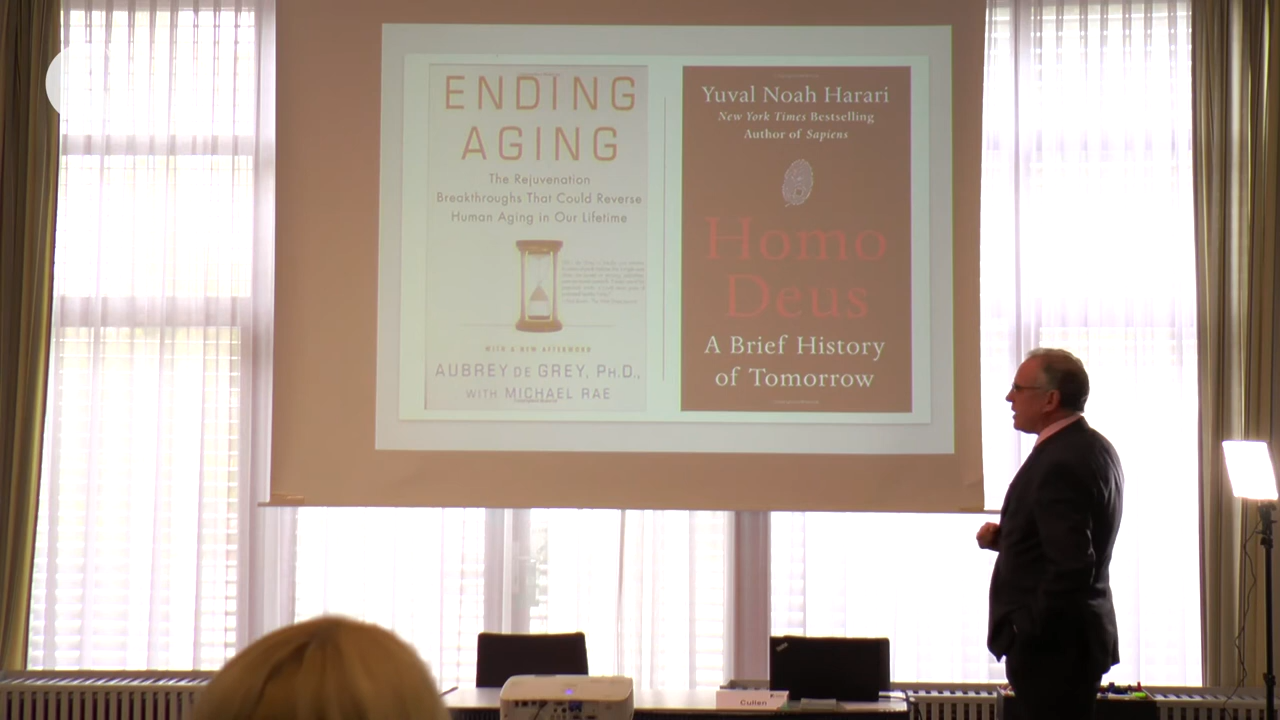 ENDING
AGING
The Rejuvenation
Breakthroughs That Could Reverse
Human Aging in Our Lifetime
WITH A NEW AFTERWORD
AUBREY DE GREY, PH.D.,
WITH MICHAEL RAE
Yuval Noah Harari
New York Times Bestselling
Author of Sapiens
Homo
Deus
A Brief History
of Tomorrow
Cullen